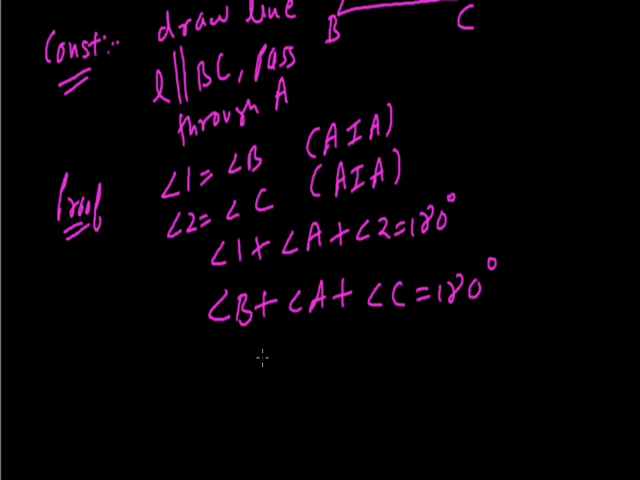 Const:- draw line
B C
l||BC, pass
through A
Proof ∠1=∠B (AIA)
∠2=∠C (AIA)
∠1+∠A+∠2=180°
∠B+∠A+∠C=180°